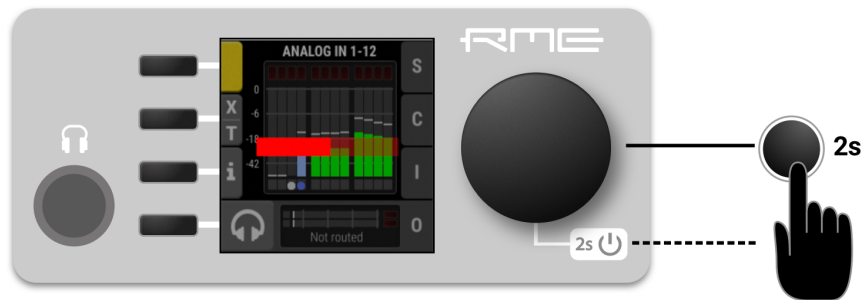 RME
ANALOG IN 1-12
S
0
X
-6
C
T
-18
-42
i
I
Not routed
O
2s
2s